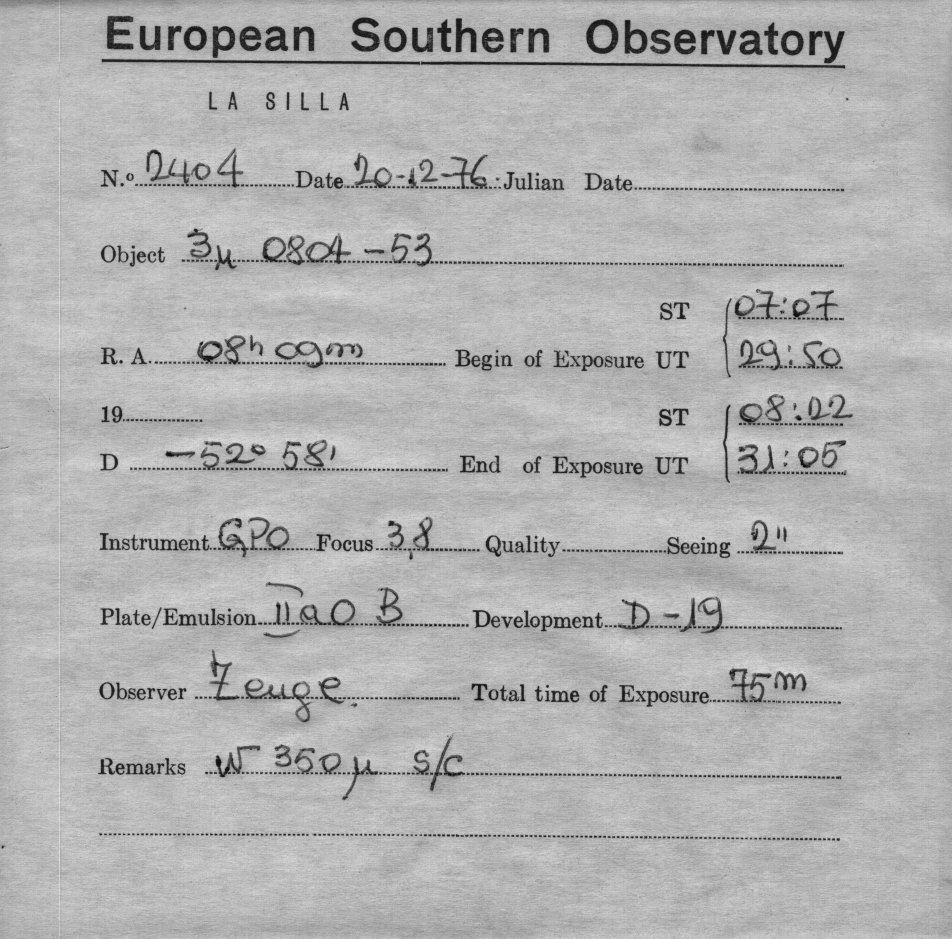 European Southern Observatory
LA SILLA
N.º 2404 Date 20-12-76 Julian Date
Object 3μ 0804 -53
ST 07:07
R. A. 08h 09m Begin of Exposure UT 29:50
19 ST 08:22
D -52° 58' End of Exposure UT 31:05
Instrument GPO Focus 3,8 Quality Seeing 2"
Plate/Emulsion IIaO B Development D-19
Observer Zeuge. Total time of Exposure 75m
Remarks W 350μ S/C